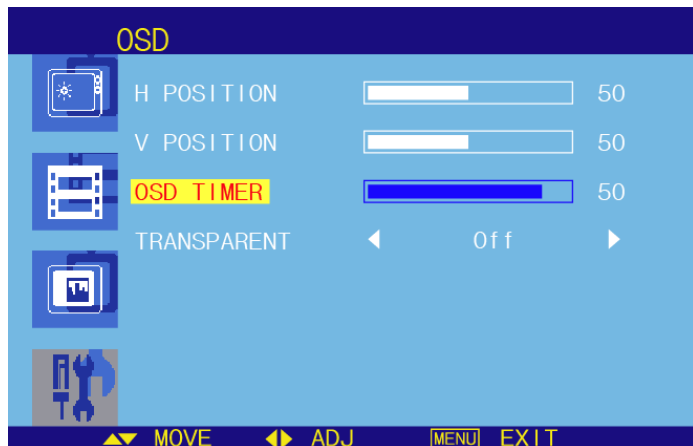 OSD
H POSITION 50
V POSITION 50
OSD TIMER 50
TRANSPARENT Off
MOVE ADJ MENU EXIT